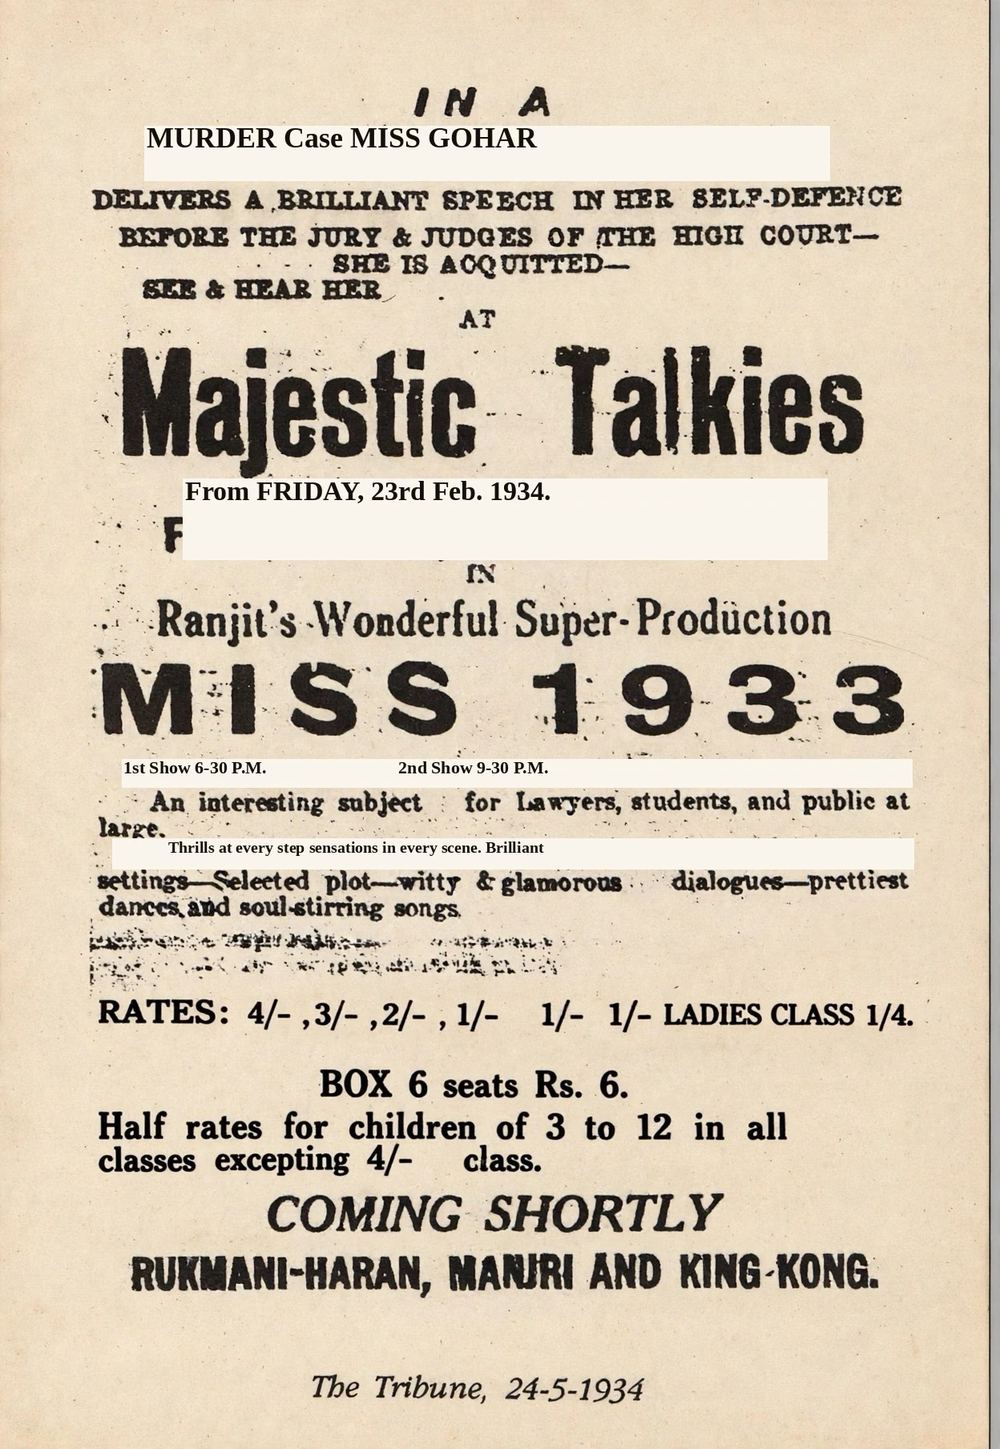 IN A
MURDER Case MISS GOHAR
DELIVERS A BRILLIANT SPEECH IN HER SELF-DEFENCE
BEFORE THE JURY & JUDGES OF THE HIGH COURT—
SHE IS ACQUITTED—
SEE & HEAR HER
AT
Majestic Talkies
From FRIDAY, 23rd Feb. 1934.
F
IN
Ranjit's Wonderful Super-Production
MISS 1933
1st Show 6-30 P.M. 2nd Show 9-30 P.M.
An interesting subject for Lawyers, students, and public at
large.
Thrills at every step sensations in every scene. Brilliant
settings—Selected plot—witty & glamorous dialogues—prettiest
dances, and soul-stirring songs.
RATES: 4/- ,3/- ,2/- , 1/- 1/- 1/- LADIES CLASS 1/4.
BOX 6 seats Rs. 6.
Half rates for children of 3 to 12 in all
classes excepting 4/- class.
COMING SHORTLY
RUKMANI-HARAN, MANJRI AND KING-KONG.
The Tribune, 24-5-1934